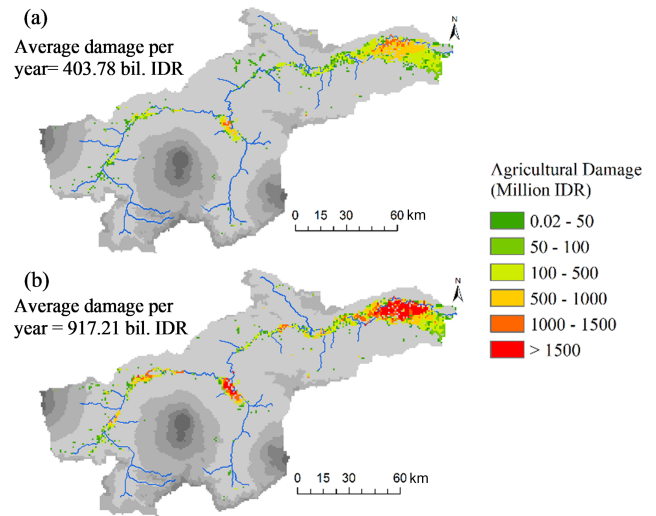 (a)
Average damage per
year= 403.78 bil. IDR
N
0 15 30 60 km
Agricultural Damage
(Million IDR)
0.02 - 50
50 - 100
100 - 500
500 - 1000
1000 - 1500
> 1500
(b)
Average damage per
year = 917.21 bil. IDR
N
0 15 30 60 km